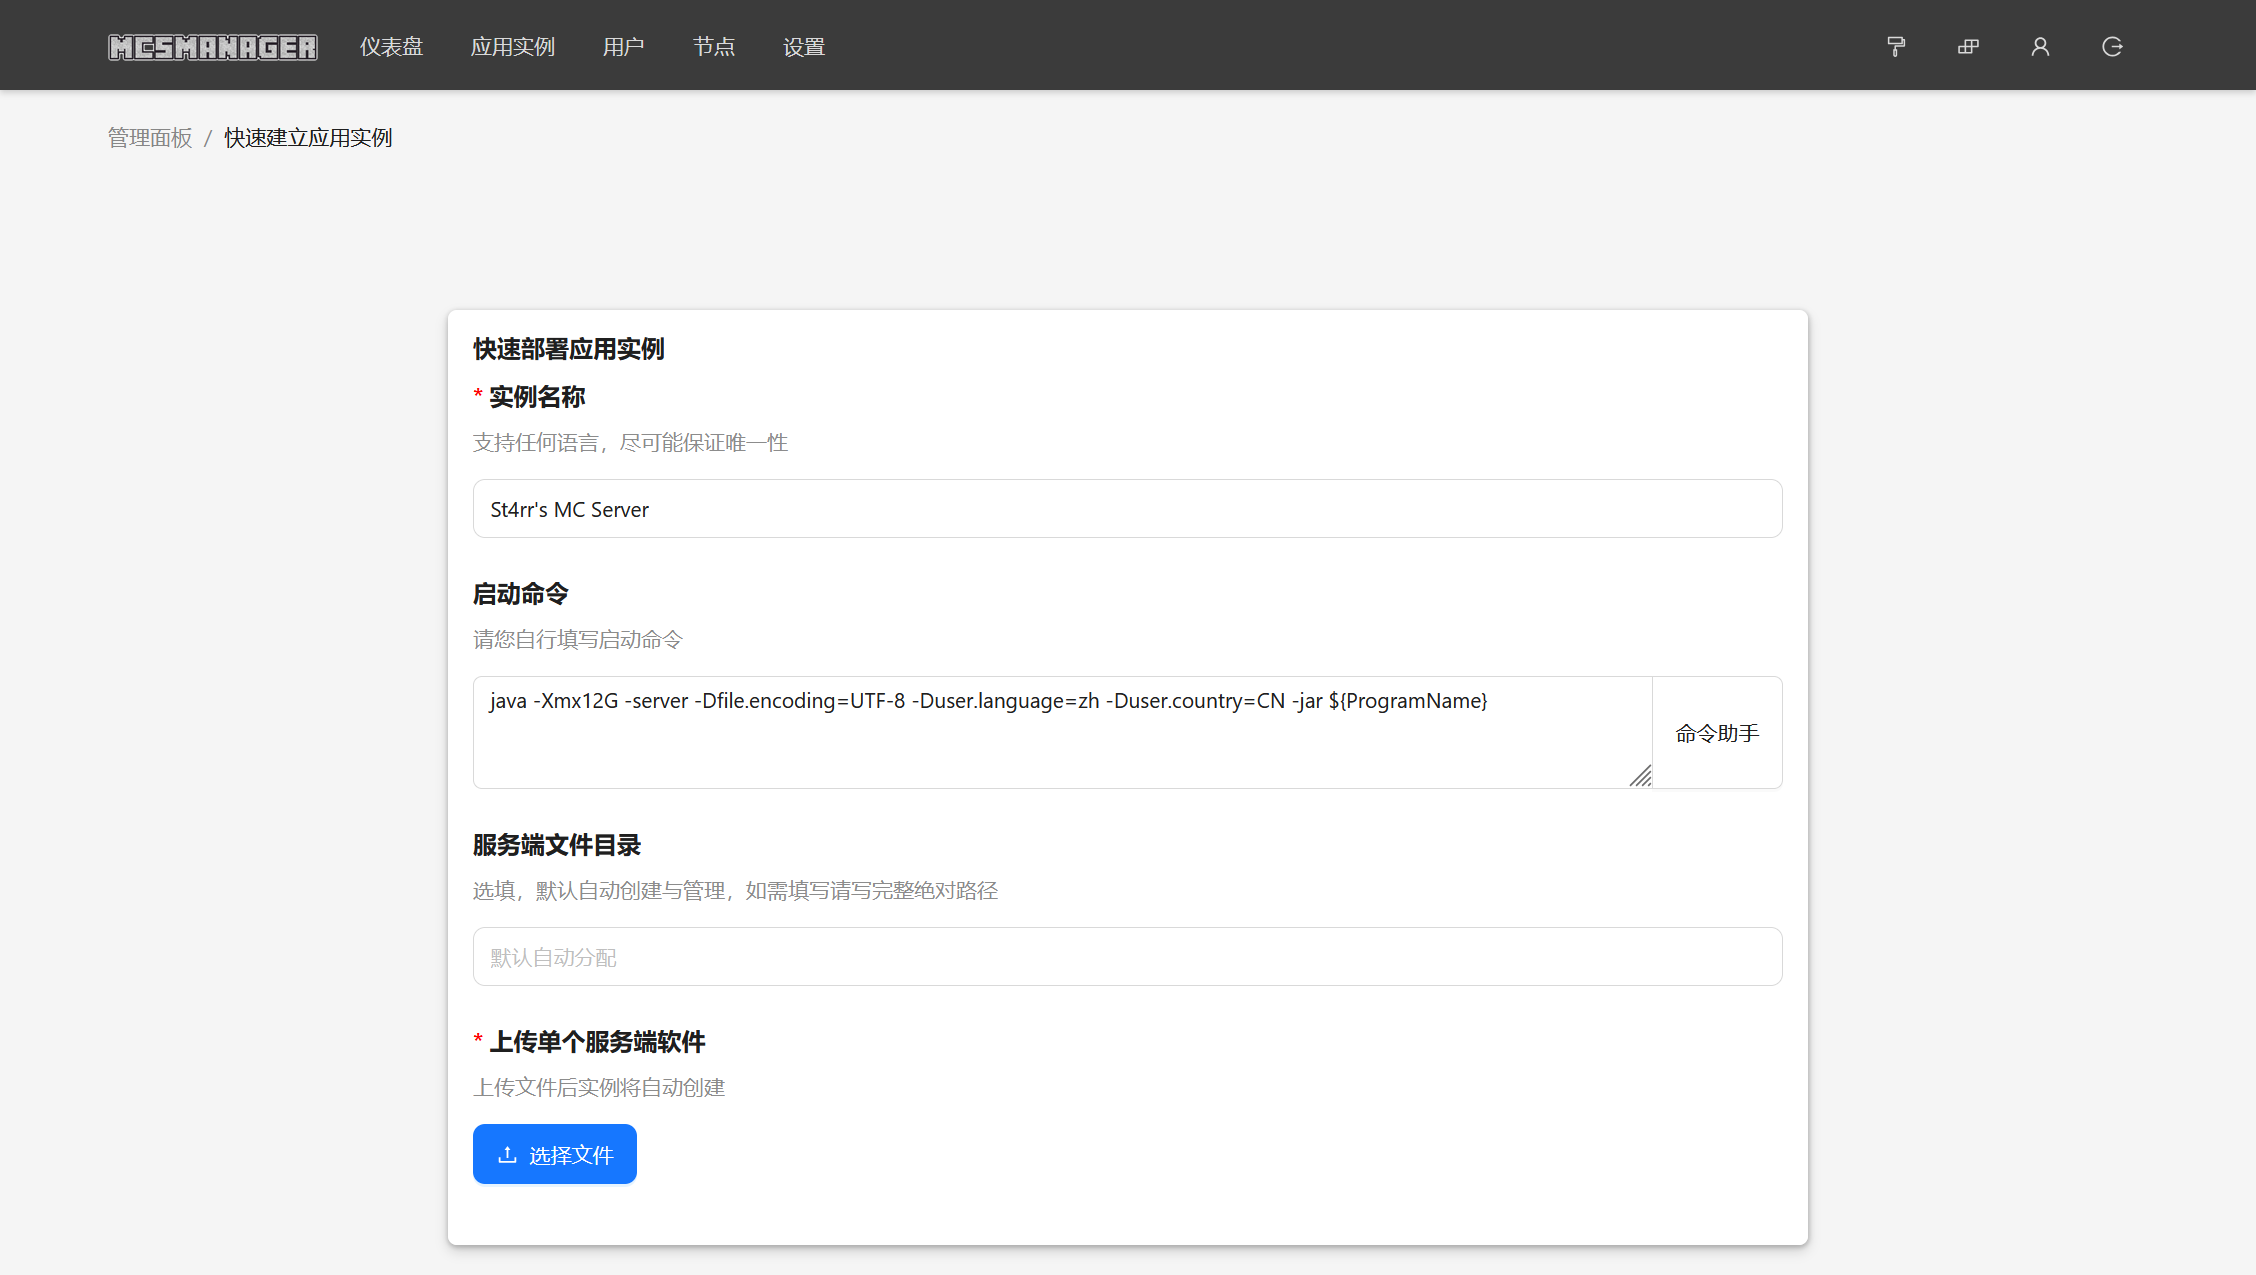 MCSMANAGER 仪表盘 应用实例 用户 节点 设置
管理面板 / 快速建立应用实例
快速部署应用实例
* 实例名称
支持任何语言，尽可能保证唯一性
St4rr's MC Server
启动命令
请您自行填写启动命令
java -Xmx12G -server -Dfile.encoding=UTF-8 -Duser.language=zh -Duser.country=CN -jar ${ProgramName}
命令助手
服务端文件目录
选填，默认自动创建与管理，如需填写请写完整绝对路径
默认自动分配
* 上传单个服务端软件
上传文件后实例将自动创建
选择文件